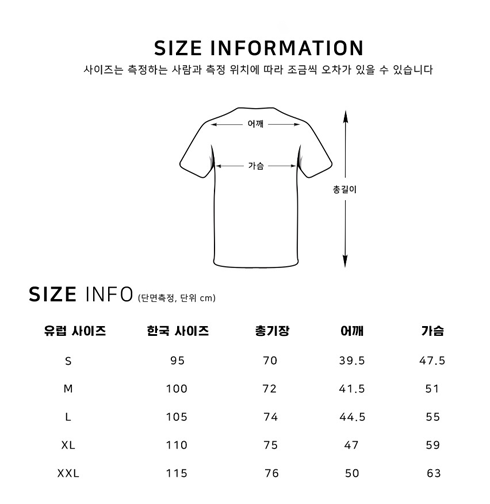 SIZE INFORMATION
사이즈는 측정하는 사람과 측정 위치에 따라 조금씩 오차가 있을 수 있습니다
어깨
가슴
총길이
SIZE INFO (단면측정, 단위 cm)
유럽 사이즈 한국 사이즈 총기장 어깨 가슴
S 95 70 39.5 47.5
M 100 72 41.5 51
L 105 74 44.5 55
XL 110 75 47 59
XXL 115 76 50 63